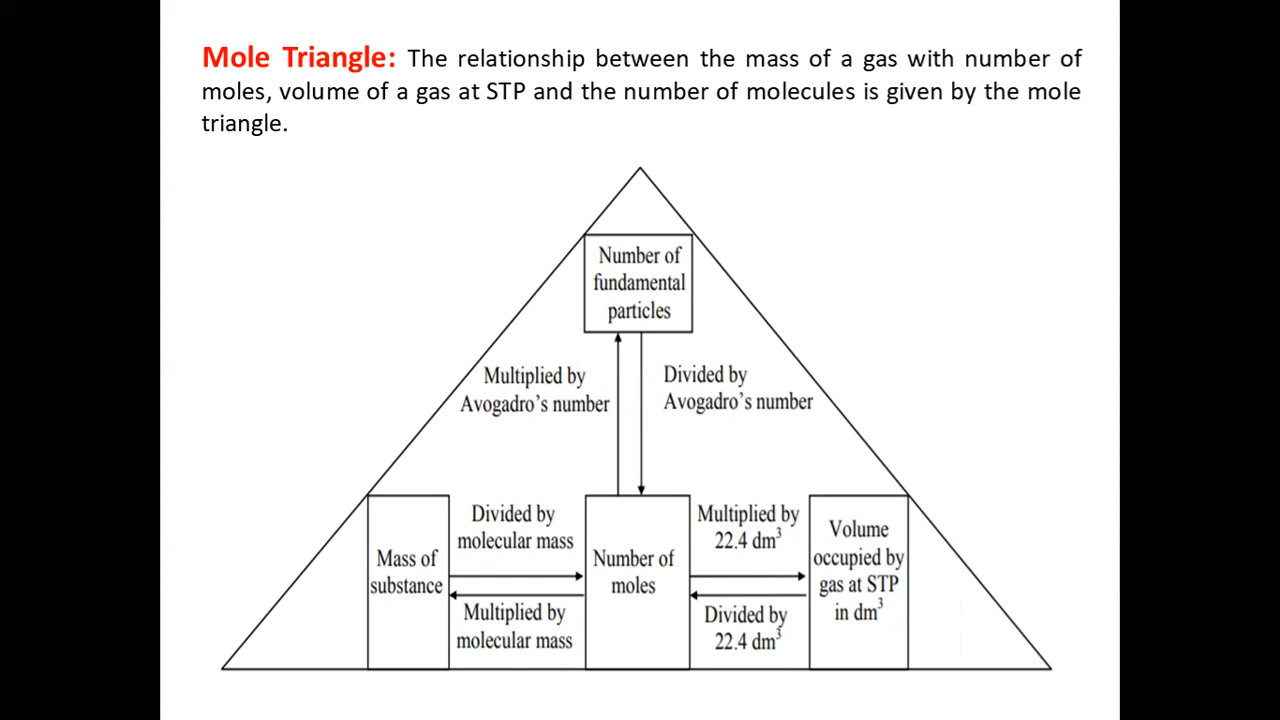 Mole Triangle: The relationship between the mass of a gas with number of
moles, volume of a gas at STP and the number of molecules is given by the mole
triangle.
Number of
fundamental
particles
Multiplied by
Avogadro’s number
Divided by
Avogadro’s number
Mass of
substance
Divided by
molecular mass
Multiplied by
molecular mass
Number of
moles
Multiplied by
22.4 dm³
Divided by
22.4 dm³
Volume
occupied by
gas at STP
in dm³